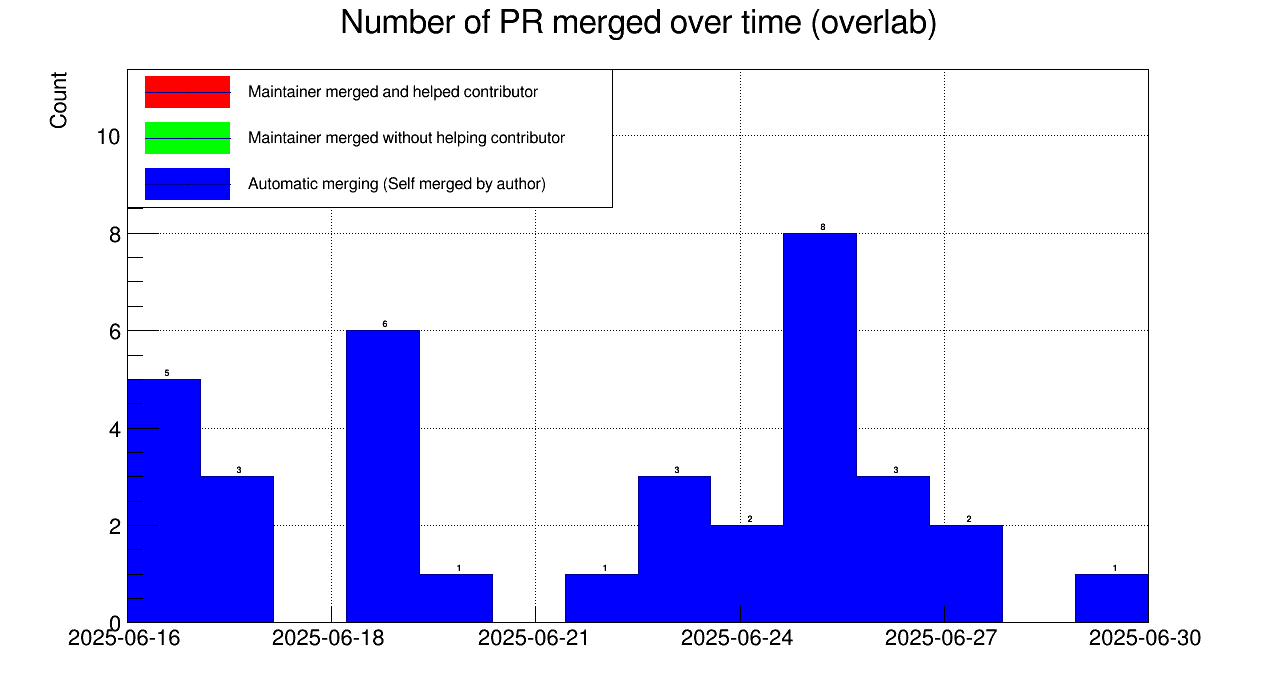 Number of PR merged over time (overlab)
Count
Maintainer merged and helped contributor
Maintainer merged without helping contributor
Automatic merging (Self merged by author)
10
8
6
4
2
0
5
3
6
1
1
3
2
8
3
2
1
2025-06-16 2025-06-18 2025-06-21 2025-06-24 2025-06-27 2025-06-30